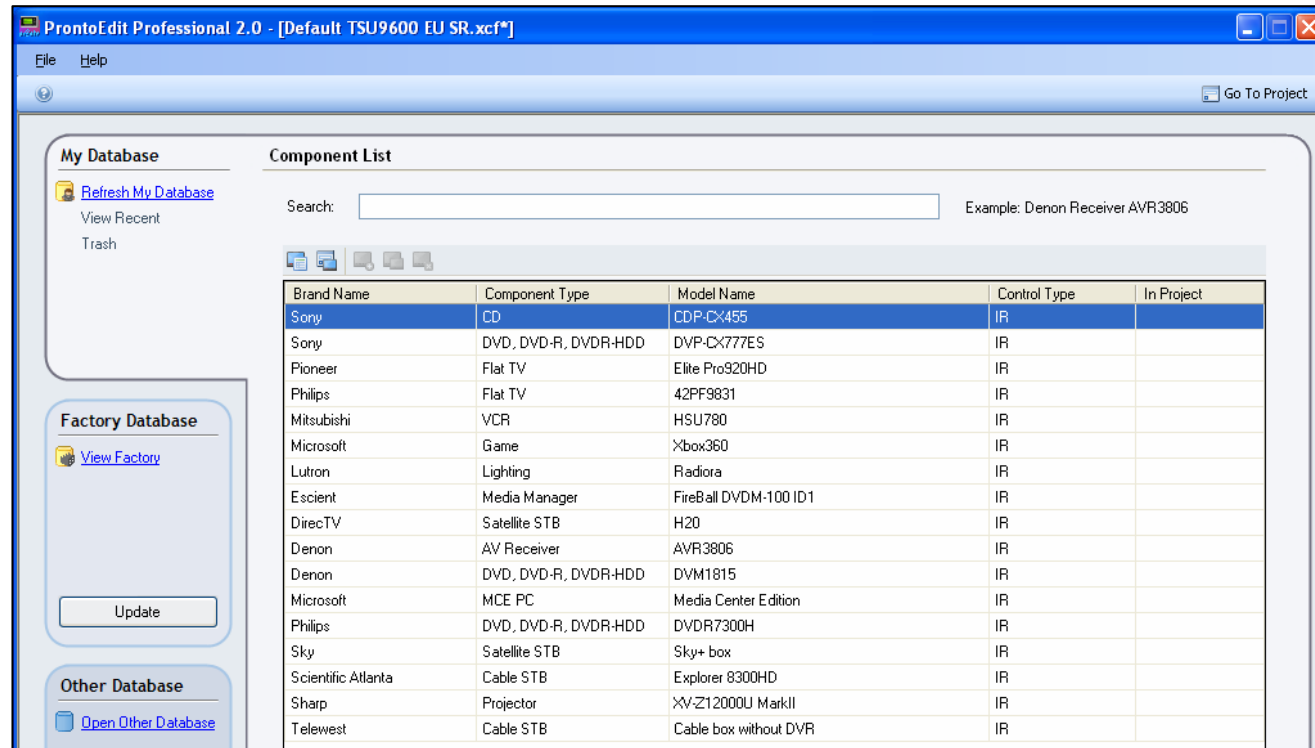 ProntoEdit Professional 2.0 - [Default TSU9600 EU SR.xcf*]
File Help
Go To Project
My Database
Refresh My Database
View Recent
Trash
Component List
Search: Example: Denon Receiver AVR3806
Brand Name Component Type Model Name Control Type In Project
Sony CD CDP-CX455 IR
Sony DVD, DVD-R, DVDR-HDD DVP-CX777ES IR
Pioneer Flat TV Elite Pro920HD IR
Philips Flat TV 42PF9831 IR
Mitsubishi VCR HSU780 IR
Microsoft Game Xbox360 IR
Lutron Lighting Radiora IR
Escient Media Manager FireBall DVDM-100 ID1 IR
DirecTV Satellite STB H20 IR
Denon AV Receiver AVR3806 IR
Denon DVD, DVD-R, DVDR-HDD DVM1815 IR
Microsoft MCE PC Media Center Edition IR
Philips DVD, DVD-R, DVDR-HDD DVDR7300H IR
Sky Satellite STB Sky+ box IR
Scientific Atlanta Cable STB Explorer 8300HD IR
Sharp Projector XV-Z12000U MarkII IR
Telewest Cable STB Cable box without DVR IR
Factory Database
View Factory
Update
Other Database
Open Other Database